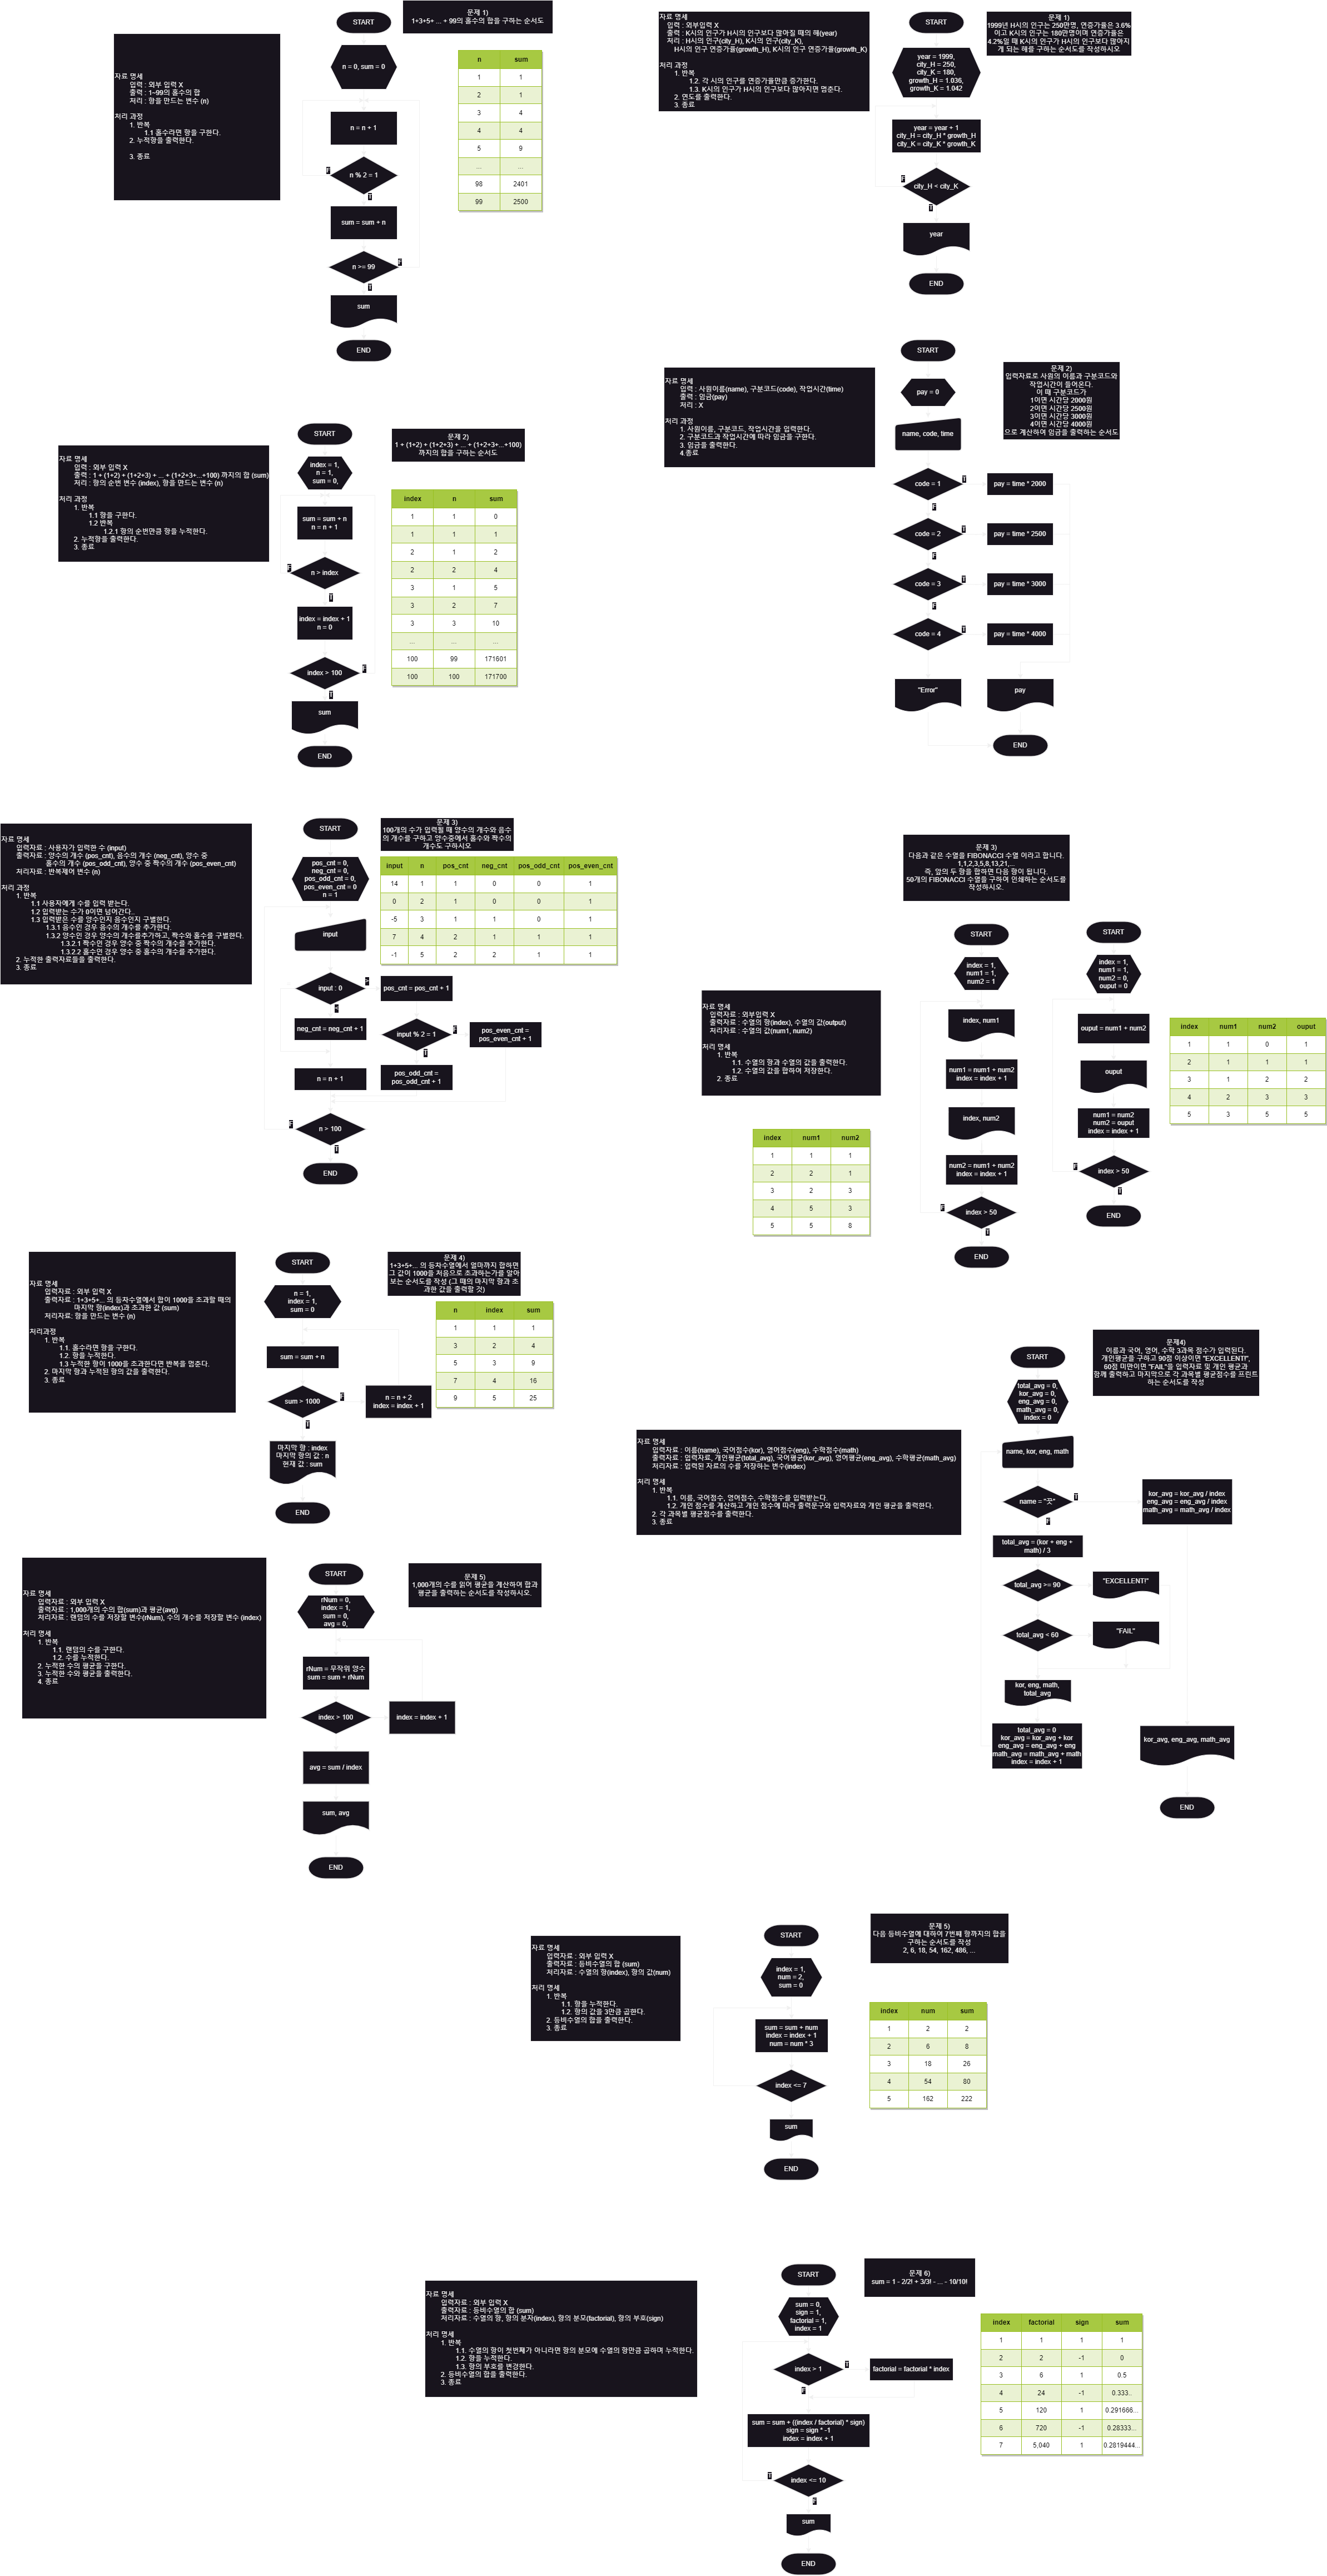 문제 1)
1+3+5+ ... + 99의 홀수의 합을 구하는 순서도
자료 명세
입력 : 외부 입력 X
출력 : 1~99의 홀수의 합
처리 : 항을 만드는 변수 (n)
처리 과정
1. 반복
1.1 홀수라면 항을 구한다.
2. 누적항을 출력한다.
3. 종료
START
n = 0, sum = 0
n = n + 1
n % 2 = 1
F
T
sum = sum + n
n >= 99
F
T
sum
END
n sum
1 1
2 1
3 4
4 4
5 9
... ...
98 2401
99 2500
문제 2)
1 + (1+2) + (1+2+3) + ... + (1+2+3+...+100)
까지의 합을 구하는 순서도
자료 명세
입력 : 외부 입력 X
출력 : 1 + (1+2) + (1+2+3) + ... + (1+2+3+...+100) 까지의 합 (sum)
처리 : 항의 순번 변수 (index), 항을 만드는 변수 (n)
처리 과정
1. 반복
1.1 항을 구한다.
1.2 반복
1.2.1 항의 순번만큼 항을 누적한다.
2. 누적항을 출력한다.
3. 종료
START
index = 1,
n = 1,
sum = 0,
sum = sum + n
n = n + 1
n > index
F
T
index = index + 1
n = 0
index > 100
F
T
sum
END
index n sum
1 1 0
1 1 1
2 1 2
2 2 4
3 1 5
3 2 7
3 3 10
... ... ...
100 99 171601
100 100 171700
문제 3)
100개의 수가 입력될 때 양수의 개수와 음수
의 개수를 구하고 양수중에서 홀수와 짝수의
개수도 구하시오
자료 명세
입력자료 : 사용자가 입력한 수 (input)
출력자료 : 양수의 개수 (pos_cnt), 음수의 개수 (neg_cnt), 양수 중
홀수의 개수 (pos_odd_cnt), 양수 중 짝수의 개수 (pos_even_cnt)
처리자료 : 반복제어 변수 (n)
처리 과정
1. 반복
1.1 사용자에게 수를 입력 받는다.
1.2 입력받는 수가 0이면 넘어간다..
1.3 입력받은 수를 양수인지 음수인지 구별한다.
1.3.1 음수인 경우 음수의 개수를 추가한다.
1.3.2 양수인 경우 양수의 개수를추가하고, 짝수와 홀수를 구별한다.
1.3.2.1 짝수인 경우 양수 중 짝수의 개수를 추가한다.
1.3.2.2 홀수인 경우 양수 중 홀수의 개수를 추가한다.
2. 누적한 출력자료들을 출력한다.
3. 종료
START
pos_cnt = 0,
neg_cnt = 0,
pos_odd_cnt = 0,
pos_even_cnt = 0
n = 1
input
input : 0
>
<
pos_cnt = pos_cnt + 1
neg_cnt = neg_cnt + 1
input % 2 = 1
F
T
pos_even_cnt =
pos_even_cnt + 1
pos_odd_cnt =
pos_odd_cnt + 1
n = n + 1
n > 100
F
T
END
input n pos_cnt neg_cnt pos_odd_cnt pos_even_cnt
14 1 1 0 0 1
0 2 1 0 0 1
-5 3 1 1 0 1
7 4 2 1 1 1
-1 5 2 2 1 1
문제 4)
1+3+5+... 의 등차수열에서 얼마까지 합하면
그 값이 1000을 처음으로 초과하는가를 알아
보는 순서도를 작성 (그 때의 마지막 항과 초
과한 값을 출력할 것)
자료 명세
입력자료 : 외부 입력 X
출력자료 : 1+3+5+... 의 등차수열에서 합이 1000을 초과할 때의
마지막 항(index)과 초과한 값 (sum)
처리자료: 항을 만드는 변수 (n)
처리과정
1. 반복
1.1. 홀수라면 항을 구한다.
1.2. 항을 누적한다.
1.3 누적한 항이 1000을 초과한다면 반복을 멈춘다.
2. 마지막 항과 누적된 항의 값을 출력한다.
3. 종료
START
n = 1,
index = 1,
sum = 0
sum = sum + n
sum > 1000
F
T
n = n + 2
index = index + 1
마지막 항 : index
마지막 항의 값 : n
현재 값 : sum
END
n index sum
1 1 1
3 2 4
5 3 9
7 4 16
9 5 25
문제 5)
1,000개의 수를 읽어 평균을 계산하여 합과
평균을 출력하는 순서도를 작성하시오.
자료 명세
입력자료 : 외부 입력 X
출력자료 : 1,000개의 수의 합(sum)과 평균(avg)
처리자료 : 랜덤의 수를 저장할 변수(rNum), 수의 개수를 저장할 변수 (index)
처리 명세
1. 반복
1.1. 랜덤의 수를 구한다.
1.2. 수를 누적한다.
2. 누적한 수의 평균을 구한다.
3. 누적한 수와 평균을 출력한다.
4. 종료
START
rNum = 0,
index = 1,
sum = 0,
avg = 0,
rNum = 무작위 양수
sum = sum + rNum
index > 100
index = index + 1
avg = sum / index
sum, avg
END
자료 명세
입력 : 외부입력 X
출력 : K시의 인구가 H시의 인구보다 많아질 때의 해(year)
처리 : H시의 인구(city_H), K시의 인구(city_K),
H시의 인구 연증가율(growth_H), K시의 인구 연증가율(growth_K)
처리 과정
1. 반복
1.2. 각 시의 인구를 연증가율만큼 증가한다.
1.3. K시의 인구가 H시의 인구보다 많아지면 멈춘다.
2. 연도를 출력한다.
3. 종료
START
year = 1999,
city_H = 250,
city_K = 180,
growth_H = 1.036,
growth_K = 1.042
year = year + 1
city_H = city_H * growth_H
city_K = city_K * growth_K
city_H < city_K
F
T
year
END
문제 1)
1999년 H시의 인구는 250만명, 연증가율은 3.6%
이고 K시의 인구는 180만명이며 연증가율은
4.2%일 때 K시의 인구가 H시의 인구보다 많아지
게 되는 해를 구하는 순서도를 작성하시오
자료 명세
입력 : 사원이름(name), 구분코드(code), 작업시간(time)
출력 : 임금(pay)
처리 : X
처리 과정
1. 사원이름, 구분코드, 작업시간을 입력한다.
2. 구분코드과 작업시간에 따라 임금을 구한다.
3. 임금을 출력한다.
4.종료
START
pay = 0
name, code, time
code = 1
T
pay = time * 2000
F
code = 2
T
pay = time * 2500
F
code = 3
T
pay = time * 3000
F
code = 4
T
pay = time * 4000
"Error"
pay
END
문제 2)
입력자료로 사원의 이름과 구분코드와
작업시간이 들어온다.
이 때 구분코드가
1이면 시간당 2000원
2이면 시간당 2500원
3이면 시간당 3000원
4이면 시간당 4000원
으로 계산하여 임금을 출력하는 순서도
문제 3)
다음과 같은 수열을 FIBONACCI 수열 이라고 합니다.
1,1,2,3,5,8,13,21,...
즉, 앞의 두 항을 합하면 다음 항이 됩니다.
50개의 FIBONACCI 수열을 구하여 인쇄하는 순서도를
작성하세요.
자료 명세
입력자료 : 외부입력 X
출력자료 : 수열의 항(index), 수열의 값(output)
처리자료 : 수열의 값(num1, num2)
처리 명세
1. 반복
1.1. 수열의 항과 수열의 값을 출력한다.
1.2. 수열의 값을 합하여 저장한다.
2. 종료
index num1 num2
1 1 1
2 2 1
3 2 3
4 5 3
5 5 8
START
index = 1,
num1 = 1,
num2 = 1
index, num1
num1 = num1 + num2
index = index + 1
index, num2
num2 = num1 + num2
index = index + 1
index > 50
F
T
END
START
index = 1,
num1 = 1,
num2 = 0,
ouput = 0
ouput = num1 + num2
ouput
num1 = num2
num2 = ouput
index = index + 1
index > 50
F
T
END
index num1 num2 ouput
1 1 0 1
2 1 1 1
3 1 2 2
4 2 3 3
5 3 5 5
문제4)
이름과 국어, 영어, 수학 3과목 점수가 입력된다.
개인평균을 구하고 90점 이상이면 "EXCELLENT!",
60점 미만이면 "FAIL"을 입력자료 및 개인 평균과
함께 출력하고 마지막으로 각 과목별 평균점수를 프린트
하는 순서도를 작성
자료 명세
입력자료 : 이름(name), 국어점수(kor), 영어점수(eng), 수학점수(math)
출력자료 : 입력자료, 개인평균(total_avg), 국어평균(kor_avg), 영어평균(eng_avg), 수학평균(math_avg)
처리자료 : 입력된 자료의 수를 저장하는 변수(index)
처리 명세
1. 반복
1.1. 이름, 국어점수, 영어점수, 수학점수를 입력받는다.
1.2. 개인 점수를 계산하고 개인 점수에 따라 출력문구와 입력자료와 개인 평균을 출력한다.
2. 각 과목별 평균점수를 출력한다.
3. 종료
START
total_avg = 0,
kor_avg = 0,
eng_avg = 0,
math_avg = 0,
index = 0
name, kor, eng, math
name = "끗"
T
F
kor_avg = kor_avg / index
eng_avg = eng_avg / index
math_avg = math_avg / index
total_avg = (kor + eng +
math) / 3
total_avg >= 90
"EXCELLENT!"
total_avg < 60
"FAIL"
kor, eng, math,
total_avg
total_avg = 0
kor_avg = kor_avg + kor
eng_avg = eng_avg + eng
math_avg = math_avg + math
index = index + 1
kor_avg, eng_avg, math_avg
END
자료 명세
입력자료 : 외부 입력 X
출력자료 : 등비수열의 합 (sum)
처리자료 : 수열의 항(index), 항의 값(num)
처리 명세
1. 반복
1.1. 항을 누적한다.
1.2. 항의 값을 3만큼 곱한다.
2. 등비수열의 합을 출력한다.
3. 종료
START
index = 1,
num = 2,
sum = 0
sum = sum + num
index = index + 1
num = num * 3
index <= 7
sum
END
문제 5)
다음 등비수열에 대하여 7번째 항까지의 합을
구하는 순서도를 작성
2, 6, 18, 54, 162, 486, ...
index num sum
1 2 2
2 6 8
3 18 26
4 54 80
5 162 222
자료 명세
입력자료 : 외부 입력 X
출력자료 : 등비수열의 합 (sum)
처리자료 : 수열의 항, 항의 분자(index), 항의 분모(factorial), 항의 부호(sign)
처리 명세
1. 반복
1.1. 수열의 항이 첫번째가 아니라면 항의 분모에 수열의 항만큼 곱하며 누적한다.
1.2. 항을 누적한다.
1.3. 항의 부호를 변경한다.
2. 등비수열의 합을 출력한다.
3. 종료
START
sum = 0,
sign = 1,
factorial = 1,
index = 1
index > 1
T
F
factorial = factorial * index
sum = sum + ((index / factorial) * sign)
sign = sign * -1
index = index + 1
index <= 10
T
F
sum
END
문제 6)
sum = 1 - 2/2! + 3/3! - ... - 10/10!
index factorial sign sum
1 1 1 1
2 2 -1 0
3 6 1 0.5
4 24 -1 0.333..
5 120 1 0.291666...
6 720 -1 0.28333...
7 5,040 1 0.2819444...